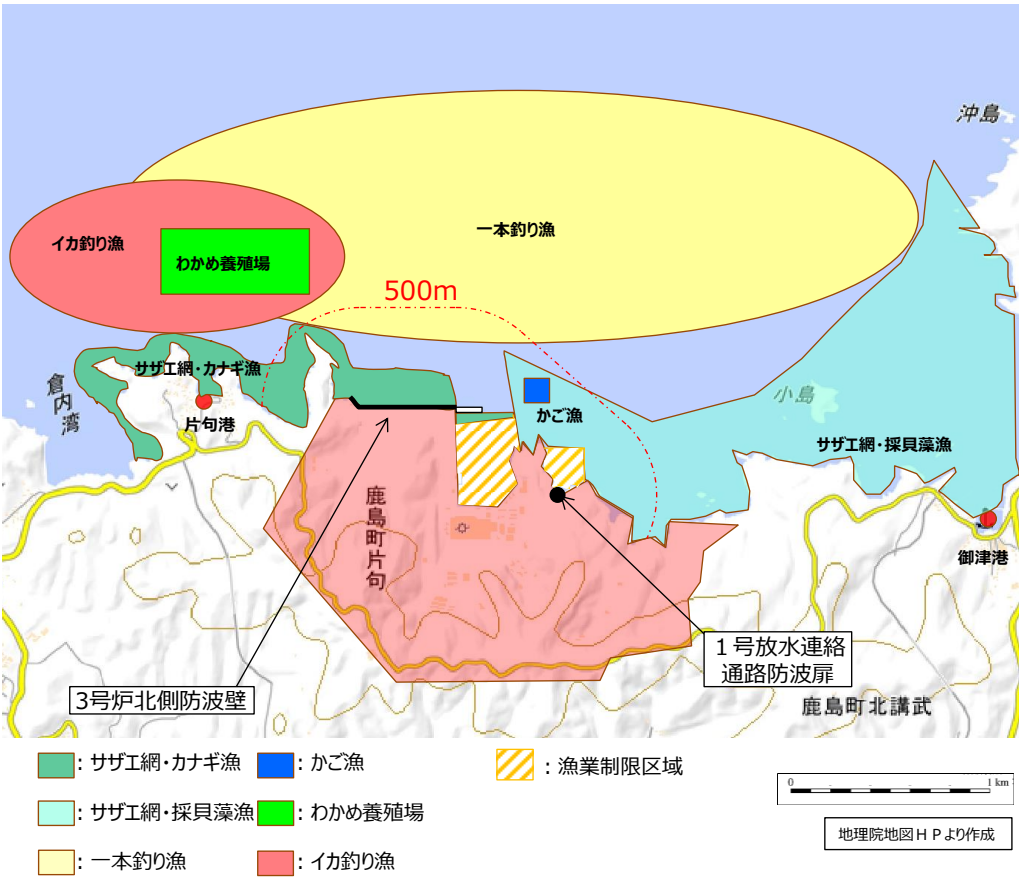 沖島
一本釣り漁
イカ釣り漁
わかめ養殖場
500m
サザエ網・カナギ漁
倉内湾
片句港
かご漁
小島
サザエ網・採貝藻漁
鹿島町片句
御津港
1号放水連絡
通路防波扉
3号炉北側防波壁
鹿島町北講武
: サザエ網・カナギ漁
: かご漁
: 漁業制限区域
: サザエ網・採貝藻漁
: わかめ養殖場
: 一本釣り漁
: イカ釣り漁
0 1 km
地理院地図HPより作成